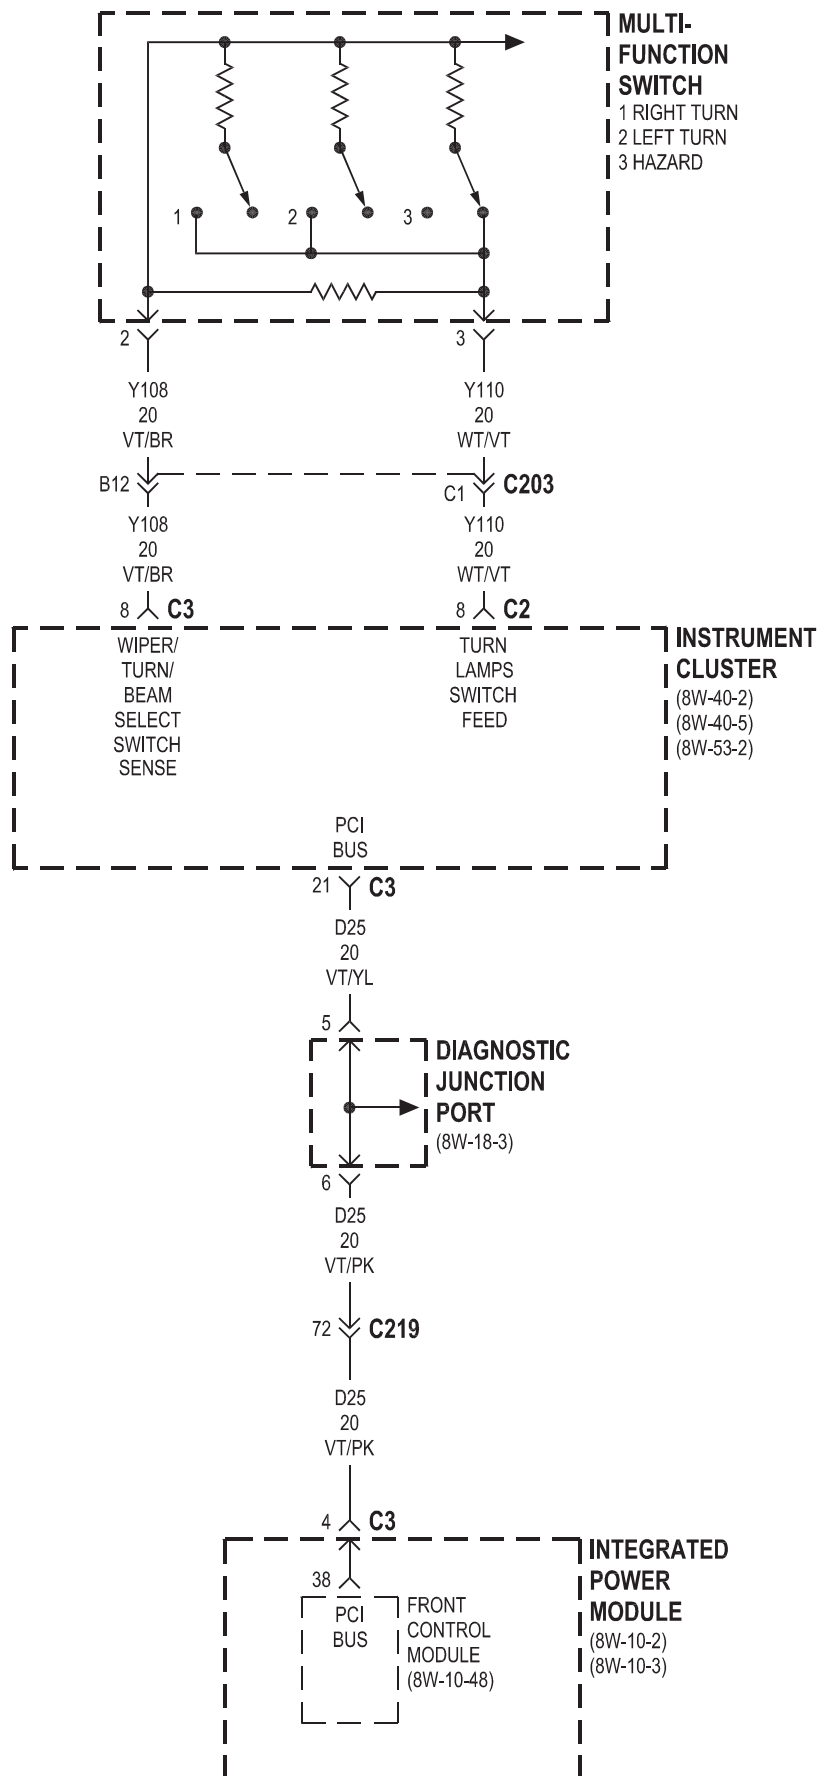 MULTI-
FUNCTION
SWITCH
1 RIGHT TURN
2 LEFT TURN
3 HAZARD
1
2
3
2
3
Y108
20
VT/BR
Y110
20
WT/VT
B12
C1
C203
Y108
20
VT/BR
Y110
20
WT/VT
8
C3
8
C2
INSTRUMENT
CLUSTER
(8W-40-2)
(8W-40-5)
(8W-53-2)
WIPER/
TURN/
BEAM
SELECT
SWITCH
SENSE
TURN
LAMPS
SWITCH
FEED
PCI
BUS
21
C3
D25
20
VT/YL
5
DIAGNOSTIC
JUNCTION
PORT
(8W-18-3)
6
D25
20
VT/PK
72
C219
D25
20
VT/PK
4
C3
INTEGRATED
POWER
MODULE
(8W-10-2)
(8W-10-3)
38
PCI
BUS
FRONT
CONTROL
MODULE
(8W-10-48)